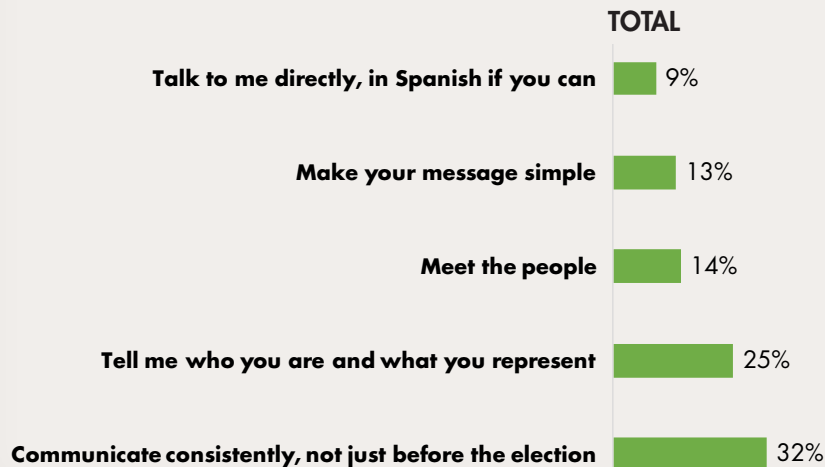 TOTAL
Talk to me directly, in Spanish if you can 9%
Make your message simple 13%
Meet the people 14%
Tell me who you are and what you represent 25%
Communicate consistently, not just before the election 32%